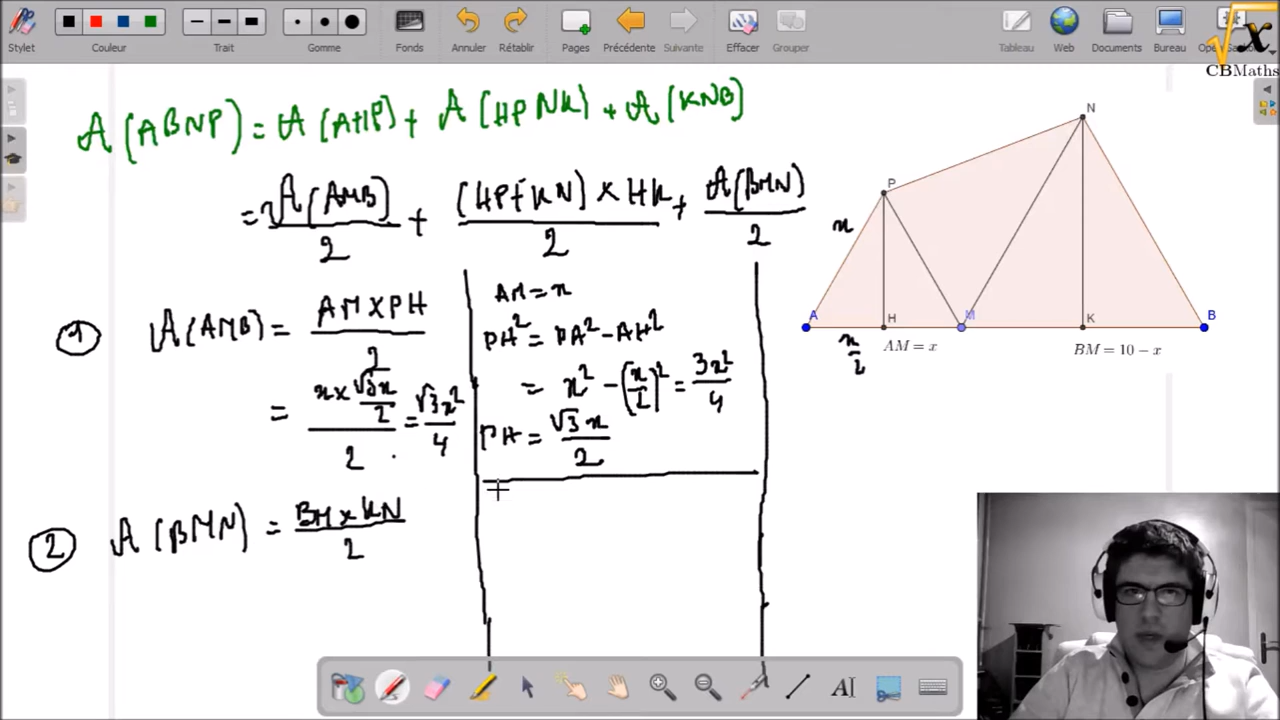 Stylet Couleur Trait Gomme Fonds Annuler Rétablir Pages Précédente Suivante Effacer Grouper Tableau Web Documents Bureau
√x
CBMaths
A(ABNP) = A(AHP) + A(HPNK) + A(KNB)
= A(AMB)/2 + (HP+KN)×HK/2 + A(BMN)/2
① A(AMB) = AM×PH/2
= x×√3x/2/2 = √3x²/4
② A(BMN) = BM×KN/2
AM = x
PH² = PA² - AH²
= x² - (x/2)² = 3x²/4
PH = √3x/2
N
P
x
A H M K B
x/2
AM = x
BM = 10 − x
AI